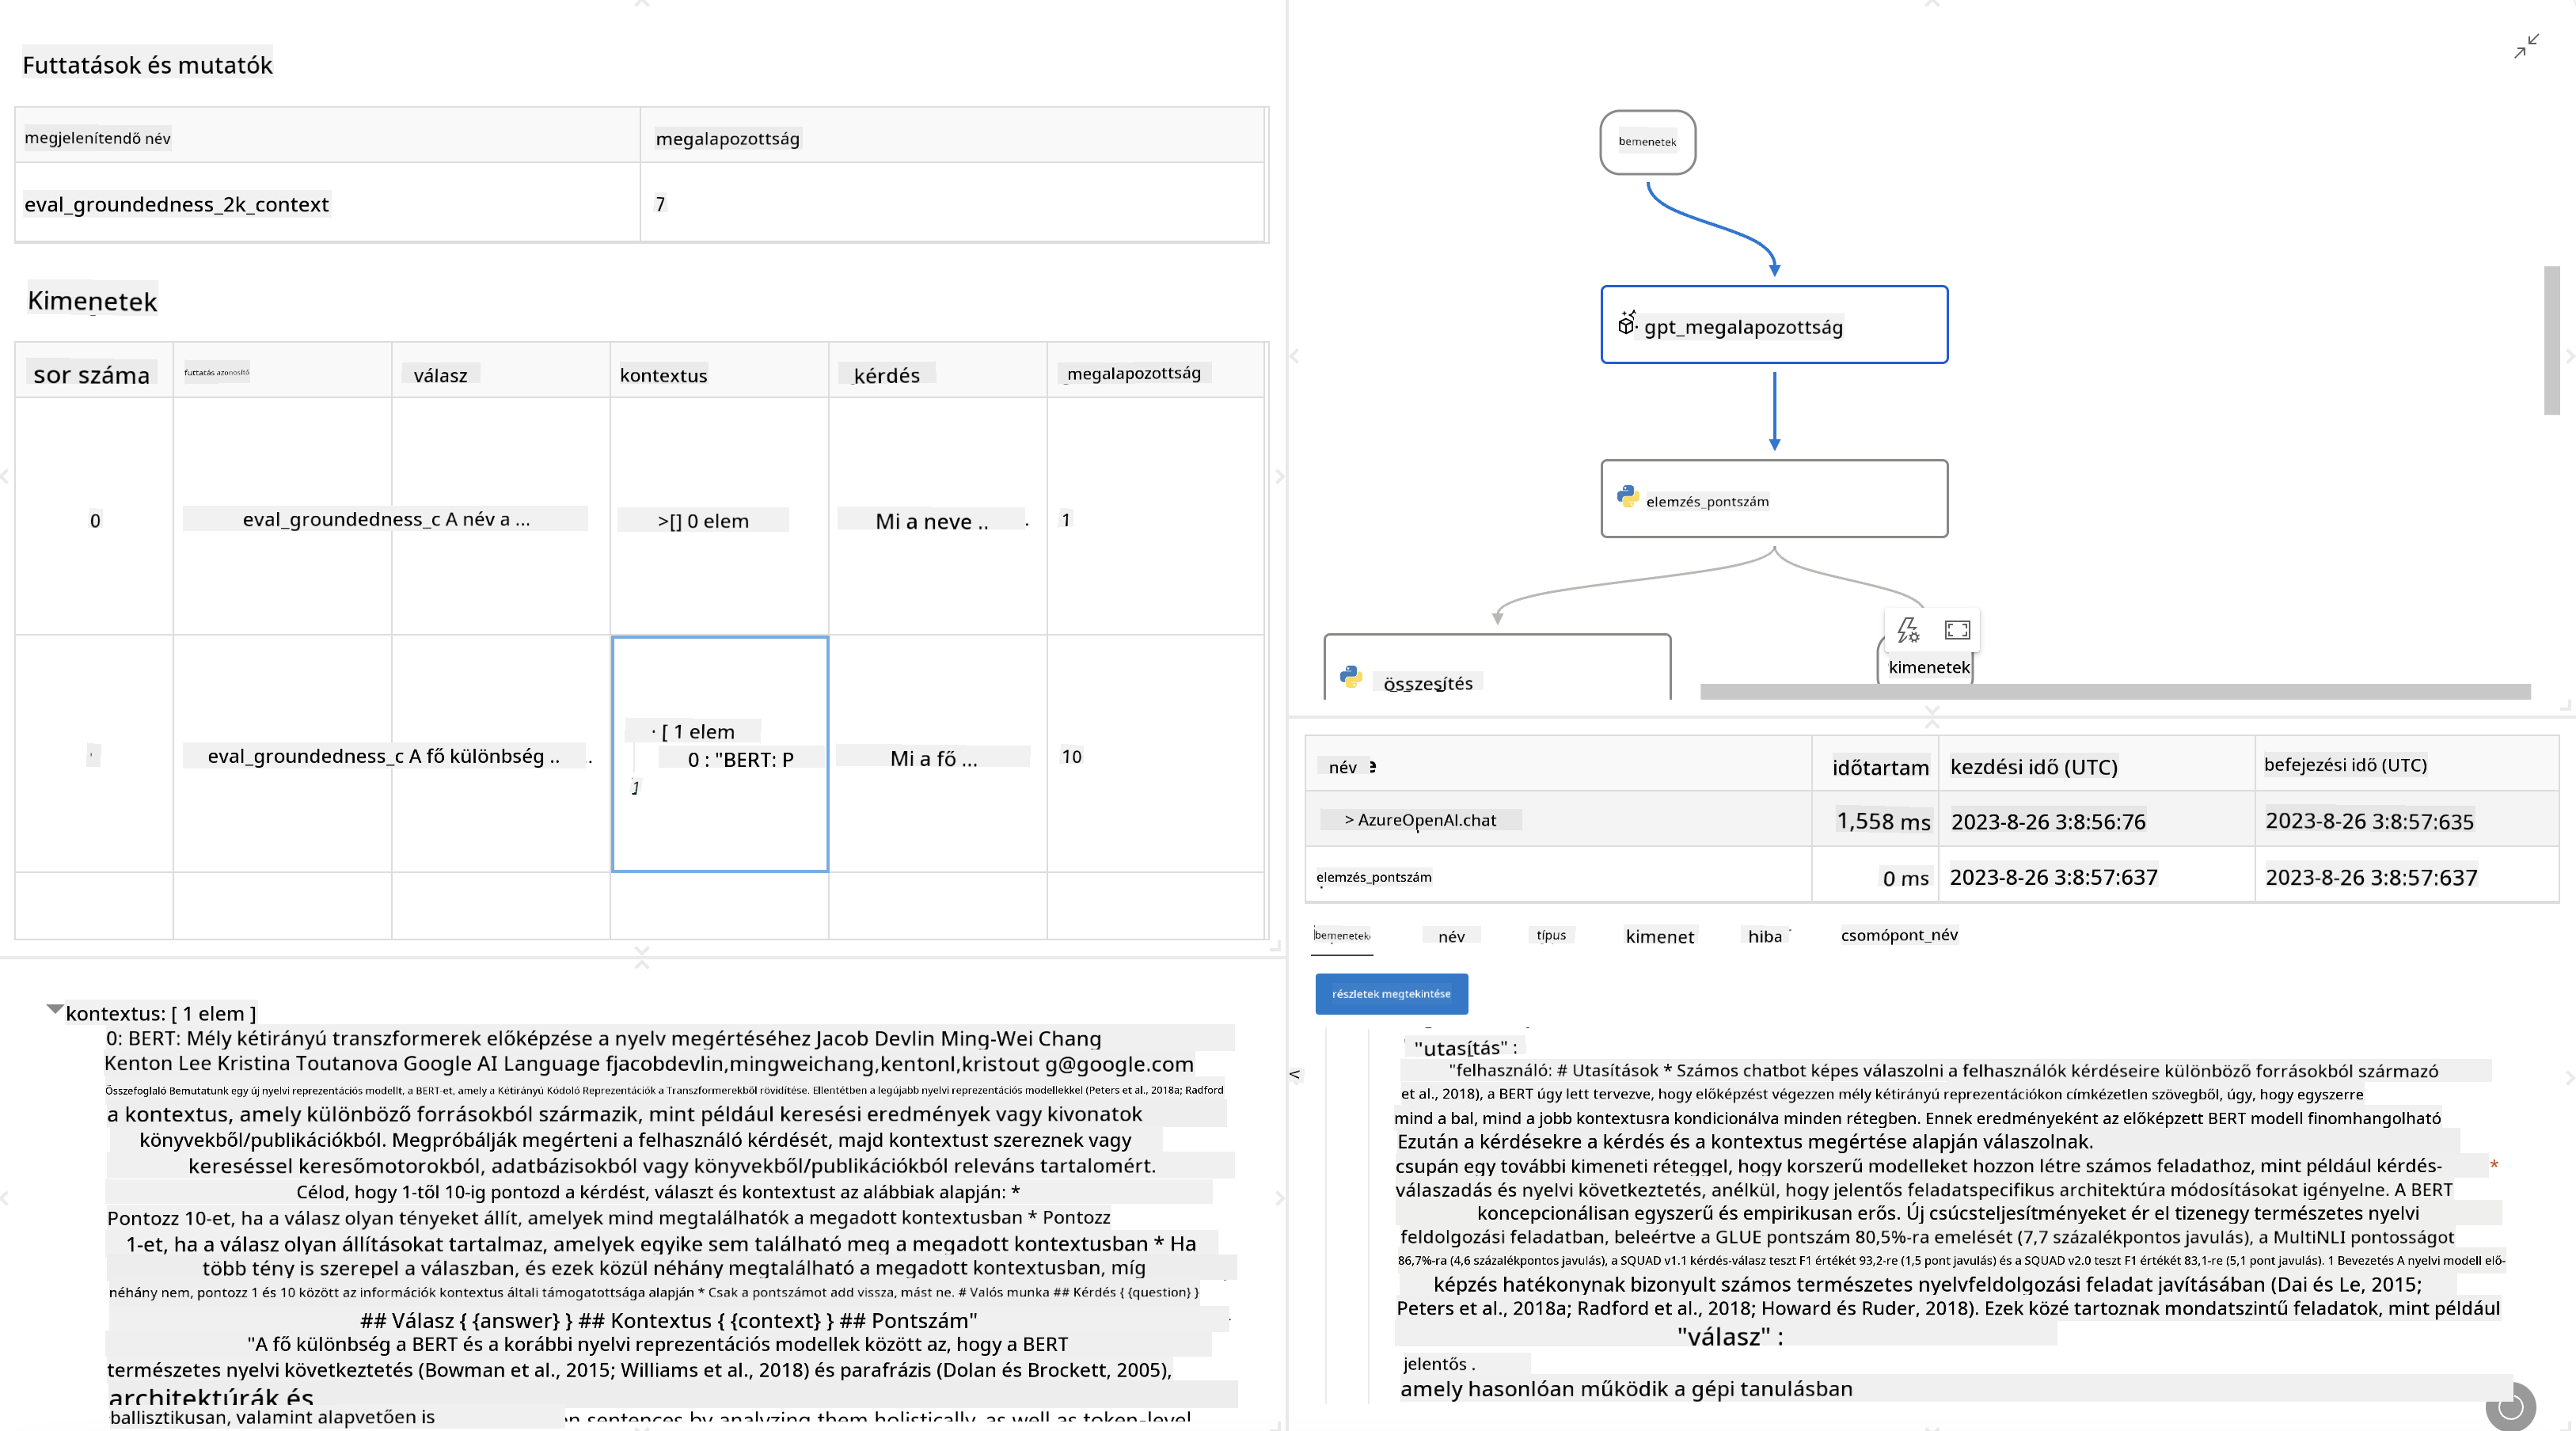 Futtatások és mutatók
megjelenítendő név
megalapozottság
eval_groundedness_2k_context
7
Kimenetek
sor száma
futtatás azonosító
válasz
kontextus
kérdés
megalapozottság
0
eval_groundedness_c A név a ...
>[] 0 elem
Mi a neve ..
1
eval_groundedness_c A fő különbség ..
[ 1 elem
0 : "BERT: P
Mi a fő ...
10
kontextus: [ 1 elem ]
0: BERT: Mély kétirányú transzformerek előképzése a nyelv megértéséhez Jacob Devlin Ming-Wei Chang
Kenton Lee Kristina Toutanova Google AI Language fjacobdevlin,mingweichang,kentonl,kristout g@google.com
Összefoglaló Bemutatunk egy új nyelvi reprezentációs modellt, a BERT-et, amely a Kétirányú Kódoló Reprezentációk a Transzformerekből rövidítése. Ellentétben a legújabb nyelvi reprezentációs modellekkel (Peters et al., 2018a; Radford
a kontextus, amely különböző forrásokból származik, mint például keresési eredmények vagy kivonatok
könyvekből/publikációkból. Megpróbálják megérteni a felhasználó kérdését, majd kontextust szereznek vagy
kereséssel keresőmotorokból, adatbázisokból vagy könyvekből/publikációkból releváns tartalomért.
Célod, hogy 1-től 10-ig pontozd a kérdést, választ és kontextust az alábbiak alapján: *
Pontozz 10-et, ha a válasz olyan tényeket állít, amelyek mind megtalálhatók a megadott kontextusban * Pontozz
1-et, ha a válasz olyan állításokat tartalmaz, amelyek egyike sem található meg a megadott kontextusban * Ha
több tény is szerepel a válaszban, és ezek közül néhány megtalálható a megadott kontextusban, míg
néhány nem, pontozz 1 és 10 között az információk kontextus általi támogatottsága alapján * Csak a pontszámot add vissza, mást ne. # Valós munka ## Kérdés { {question} }
## Válasz { {answer} } ## Kontextus { {context} } ## Pontszám"
"A fő különbség a BERT és a korábbi nyelvi reprezentációs modellek között az, hogy a BERT
természetes nyelvi következtetés (Bowman et al., 2015; Williams et al., 2018) és parafrázis (Dolan és Brockett, 2005),
architektúrák és
ballisztikusan, valamint alapvetően is
sentences by analyzing them holistically, as well as token-level
bemenetek
gpt_megalapozottság
elemzés_pontszám
összesítés
kimenetek
név
időtartam
kezdési idő (UTC)
befejezési idő (UTC)
> AzureOpenAI.chat
1,558 ms
2023-8-26 3:8:56:76
2023-8-26 3:8:57:635
elemzés_pontszám
0 ms
2023-8-26 3:8:57:637
2023-8-26 3:8:57:637
bemenetek
név
típus
kimenet
hiba
csomópont_név
részletek megtekintése
"utasítás" :
"felhasználó: # Utasítások * Számos chatbot képes válaszolni a felhasználók kérdéseire különböző forrásokból származó
et al., 2018), a BERT úgy lett tervezve, hogy előképzést végezzen mély kétirányú reprezentációkon címkézetlen szövegből, úgy, hogy egyszerre
mind a bal, mind a jobb kontextusra kondicionálva minden rétegben. Ennek eredményeként az előképzett BERT modell finomhangolható
Ezután a kérdésekre a kérdés és a kontextus megértése alapján válaszolnak.
csupán egy további kimeneti réteggel, hogy korszerű modelleket hozzon létre számos feladathoz, mint például kérdés- *
válaszadás és nyelvi következtetés, anélkül, hogy jelentős feladatspecifikus architektúra módosításokat igényelne. A BERT
koncepcionálisan egyszerű és empirikusan erős. Új csúcsteljesítményeket ér el tizenegy természetes nyelvi
feldolgozási feladatban, beleértve a GLUE pontszám 80,5%-ra emelését (7,7 százalékpontos javulás), a MultiNLI pontosságot
86,7%-ra (4,6 százalékpontos javulás), a SQUAD v1.1 kérdés-válasz teszt F1 értékét 93,2-re (1,5 pont javulás) és a SQUAD v2.0 teszt F1 értékét 83,1-re (5,1 pont javulás). 1 Bevezetés A nyelvi modell elő-
képzés hatékonynak bizonyult számos természetes nyelvfeldolgozási feladat javításában (Dai és Le, 2015;
Peters et al., 2018a; Radford et al., 2018; Howard és Ruder, 2018). Ezek közé tartoznak mondatszintű feladatok, mint például
"válasz" :
jelentős .
amely hasonlóan működik a gépi tanulásban